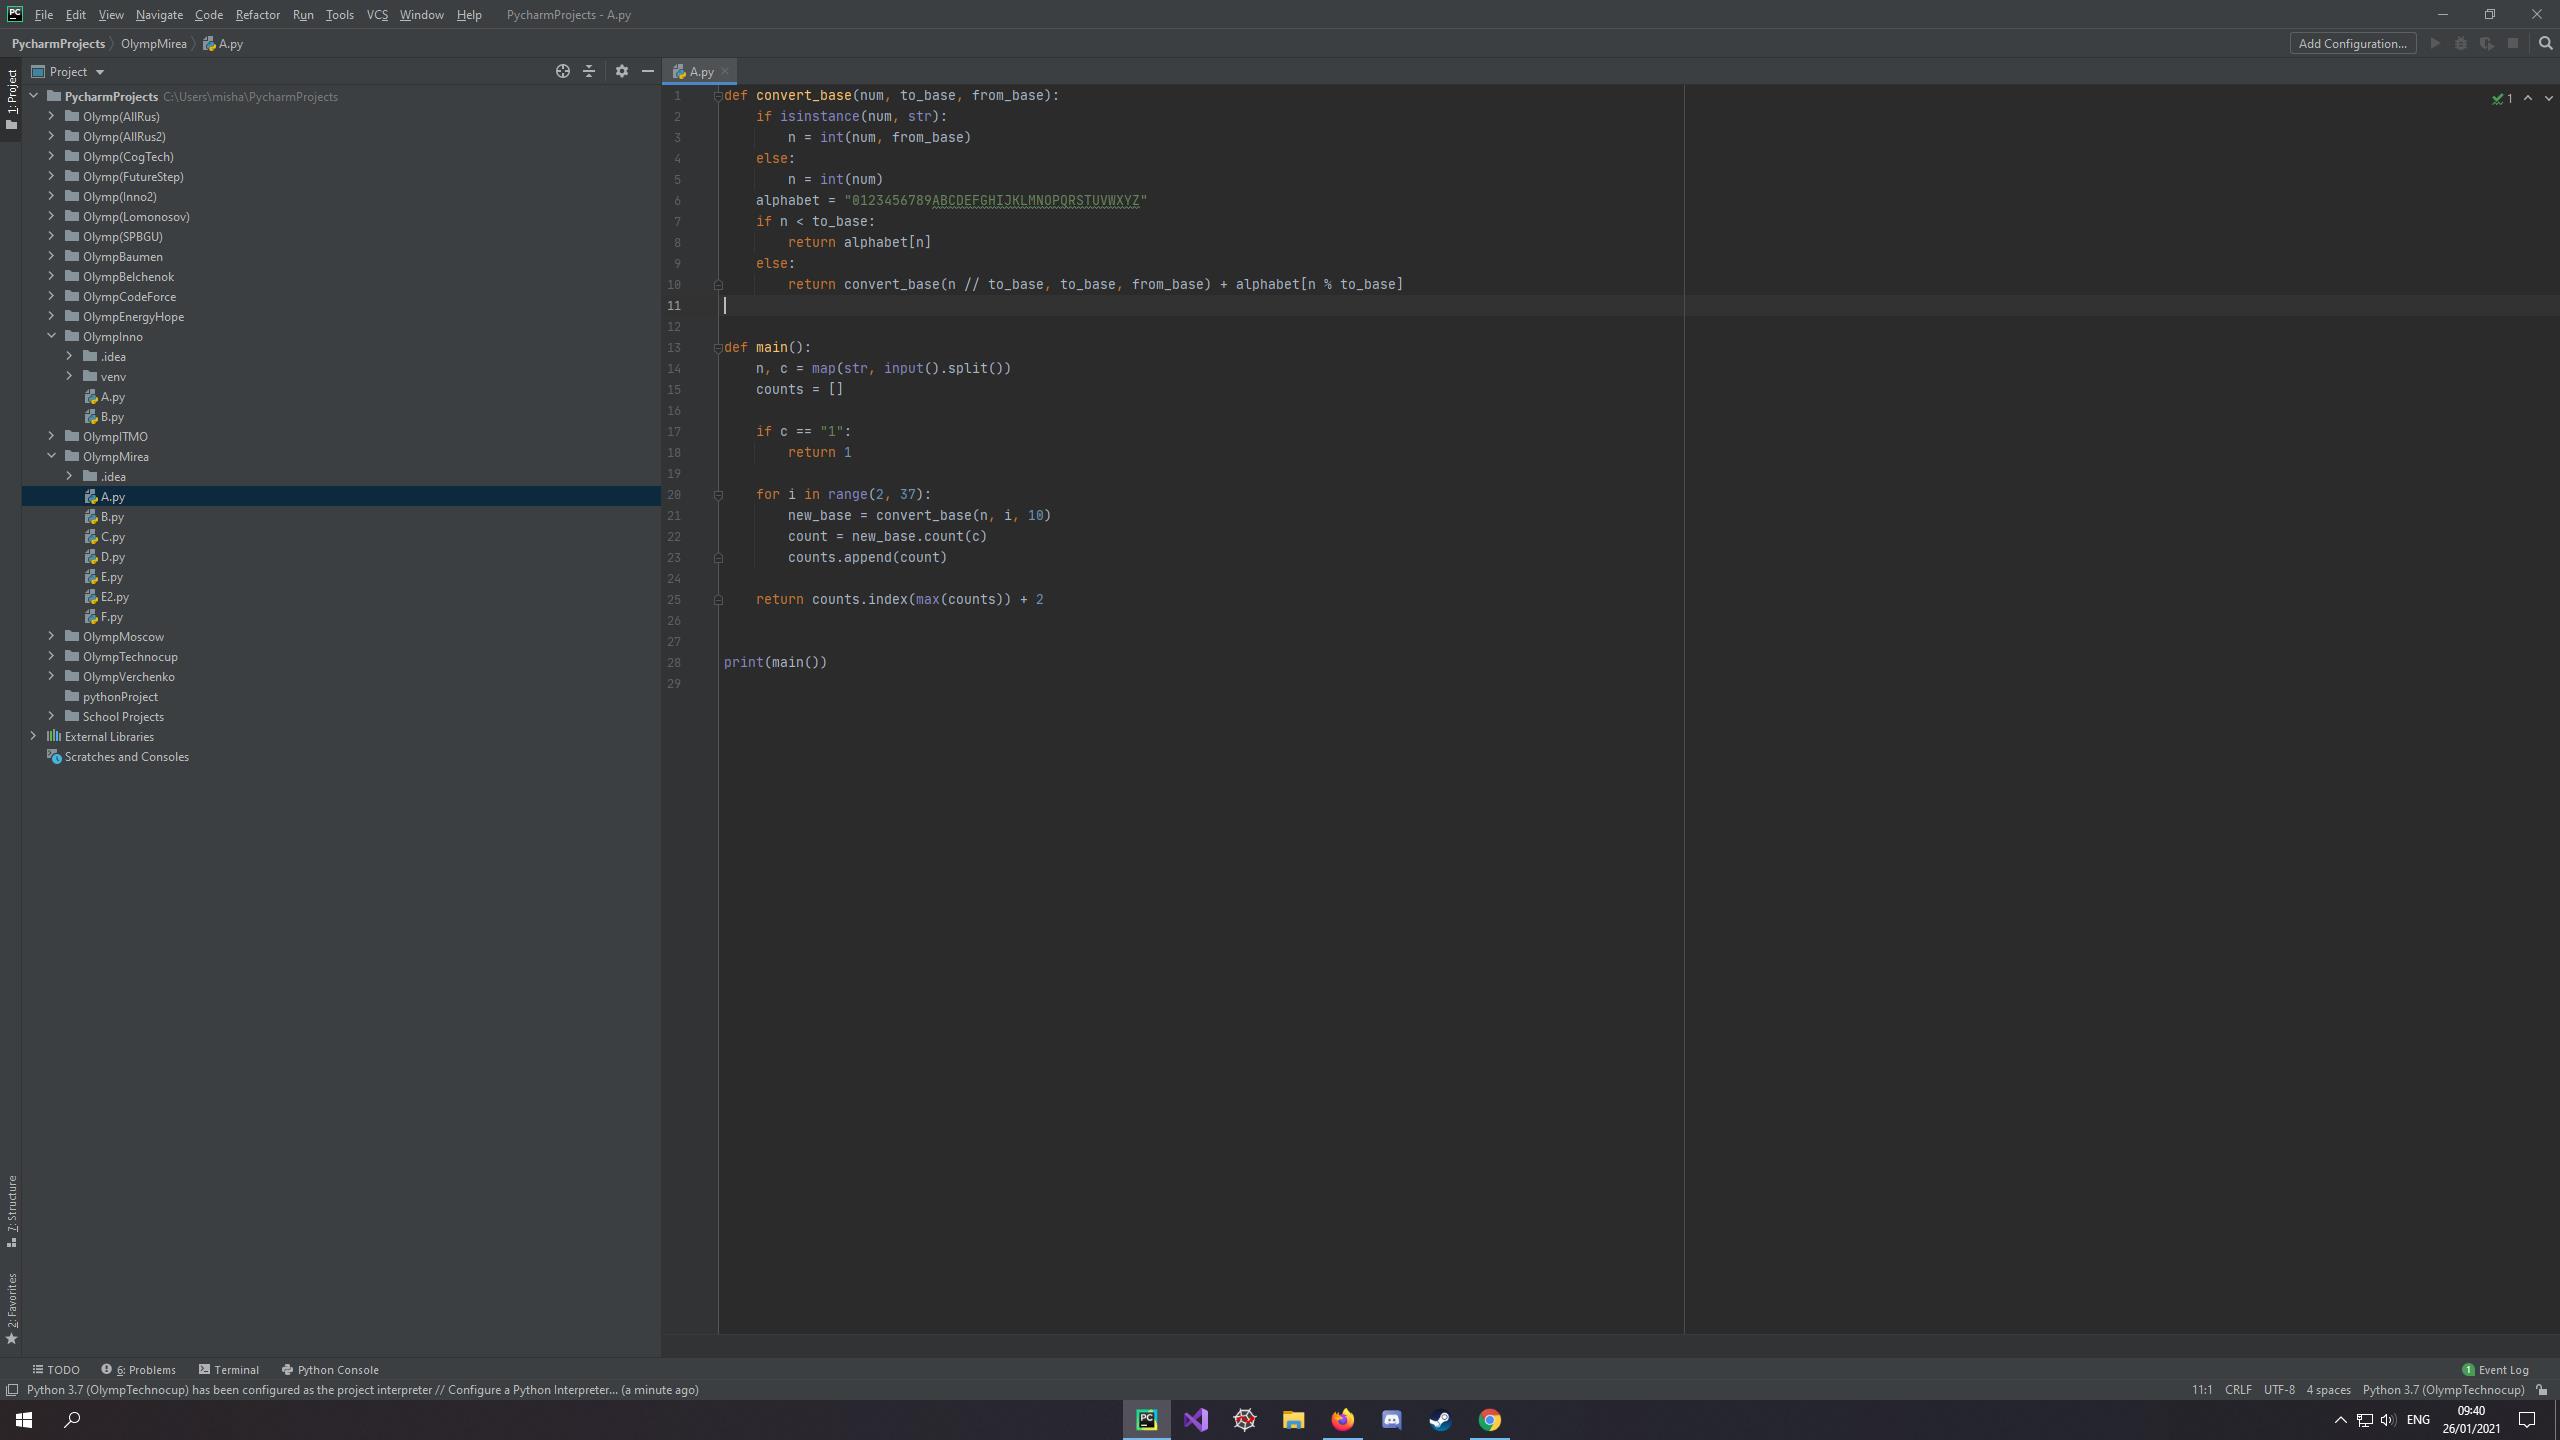 PC File Edit View Navigate Code Refactor Run Tools VCS Window Help PycharmProjects - A.py
PycharmProjects OlympMirea A.py Add Configuration...
1: Project
Project
PycharmProjects C:\Users\misha\PycharmProjects
Olymp(AllRus)
Olymp(AllRus2)
Olymp(CogTech)
Olymp(FutureStep)
Olymp(Inno2)
Olymp(Lomonosov)
Olymp(SPBGU)
OlympBaumen
OlympBelchenok
OlympCodeForce
OlympEnergyHope
OlympInno
.idea
venv
A.py
B.py
OlympITMO
OlympMirea
.idea
A.py
B.py
C.py
D.py
E.py
E2.py
F.py
OlympMoscow
OlympTechnocup
OlympVerchenko
pythonProject
School Projects
External Libraries
Scratches and Consoles
7: Structure
2: Favorites
A.py
1
1 def convert_base(num, to_base, from_base):
2     if isinstance(num, str):
3         n = int(num, from_base)
4     else:
5         n = int(num)
6     alphabet = "0123456789ABCDEFGHIJKLMNOPQRSTUVWXYZ"
7     if n < to_base:
8         return alphabet[n]
9     else:
10         return convert_base(n // to_base, to_base, from_base) + alphabet[n % to_base]
11
12
13 def main():
14     n, c = map(str, input().split())
15     counts = []
16
17     if c == "1":
18         return 1
19
20     for i in range(2, 37):
21         new_base = convert_base(n, i, 10)
22         count = new_base.count(c)
23         counts.append(count)
24
25     return counts.index(max(counts)) + 2
26
27
28 print(main())
29
TODO 6: Problems Terminal Python Console 1 Event Log
Python 3.7 (OlympTechnocup) has been configured as the project interpreter // Configure a Python Interpreter... (a minute ago) 11:1 CRLF UTF-8 4 spaces Python 3.7 (OlympTechnocup)
PC ENG 09:40
26/01/2021